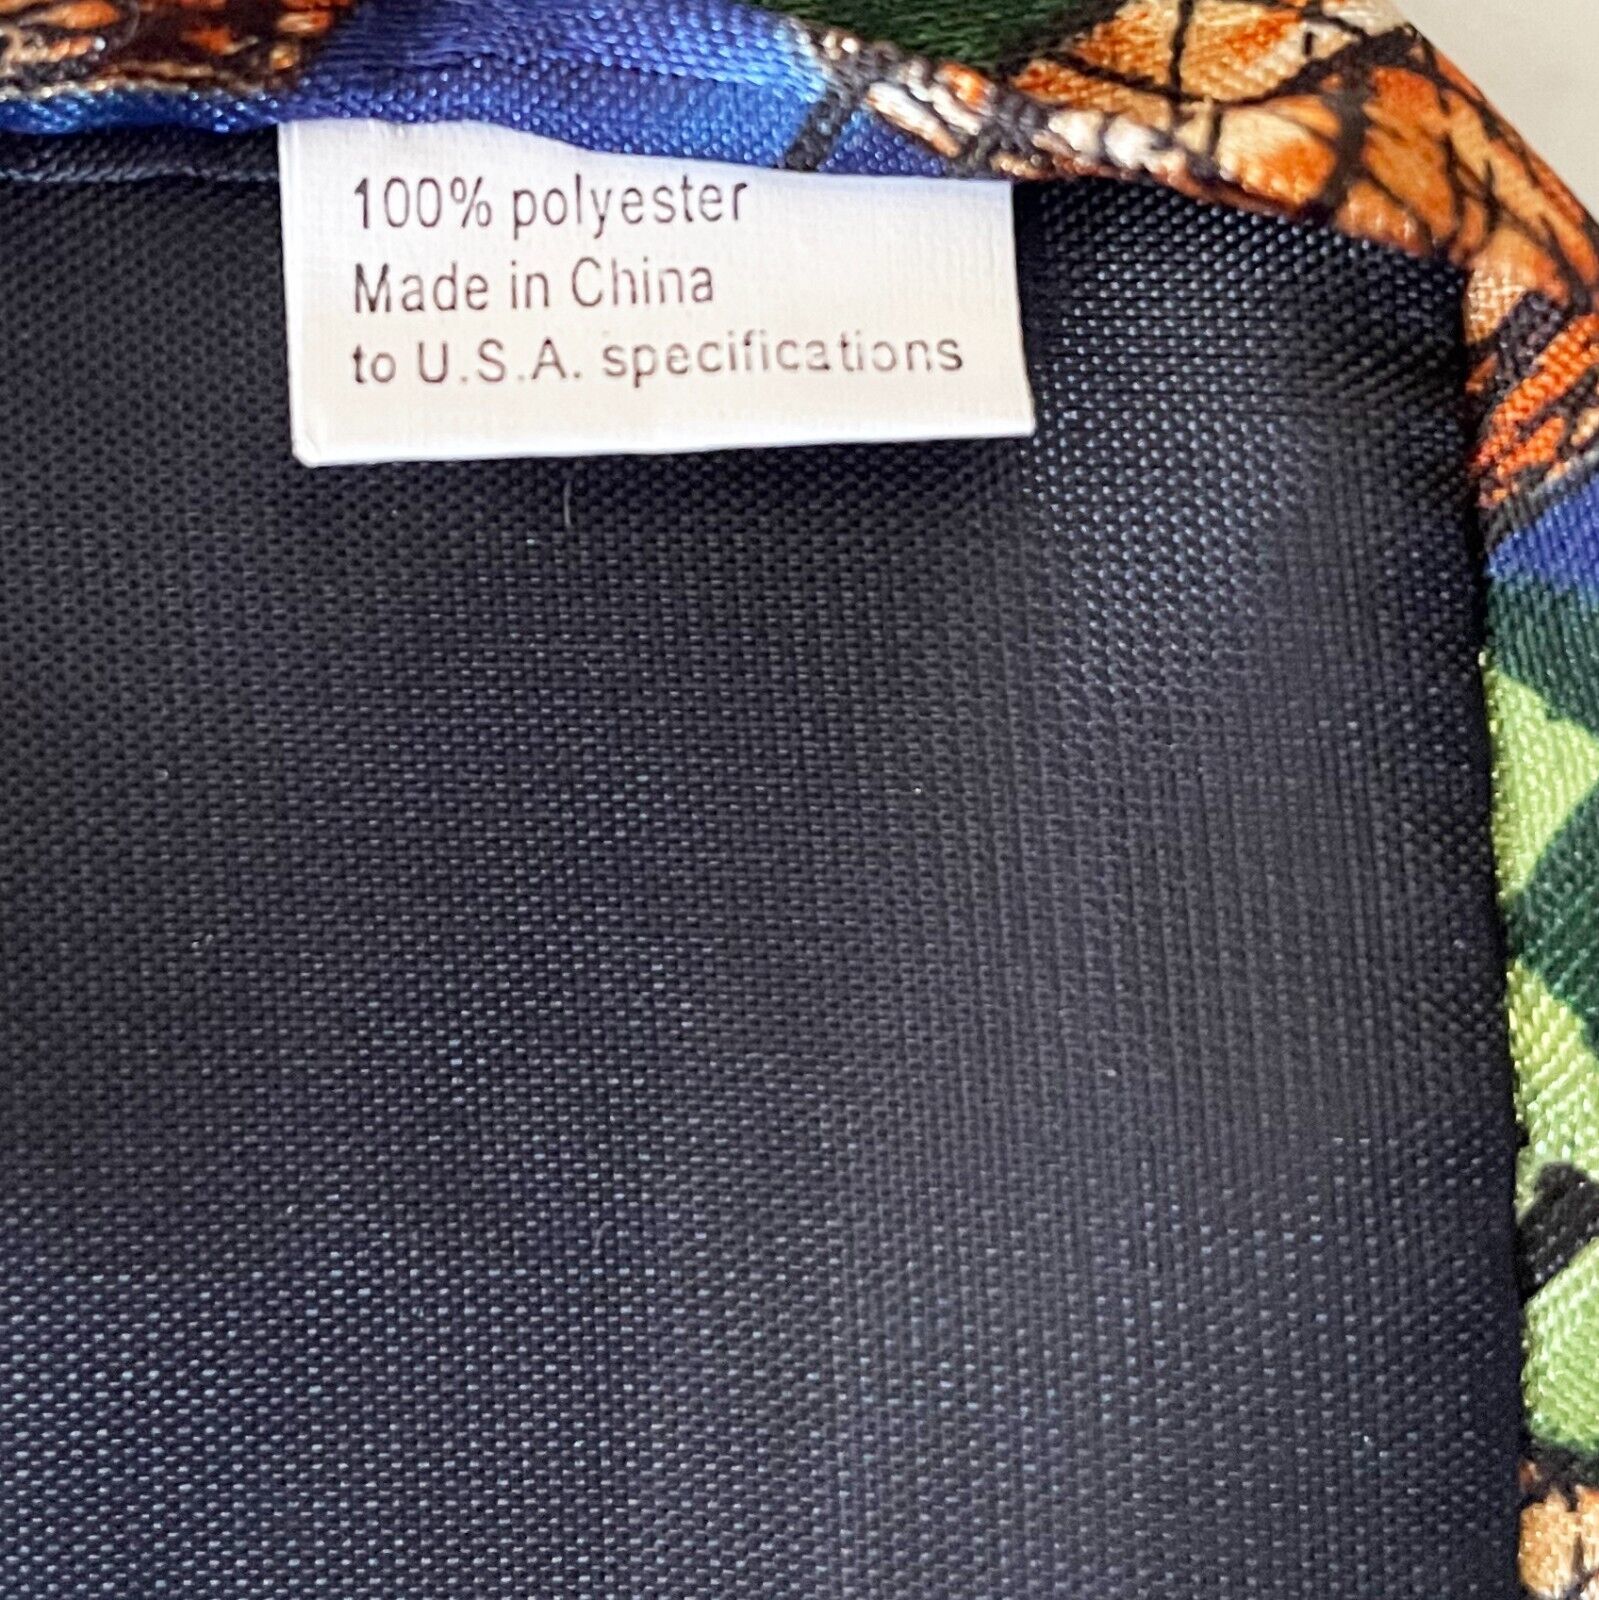 100% polyester
Made in China
to U.S.A. specifications